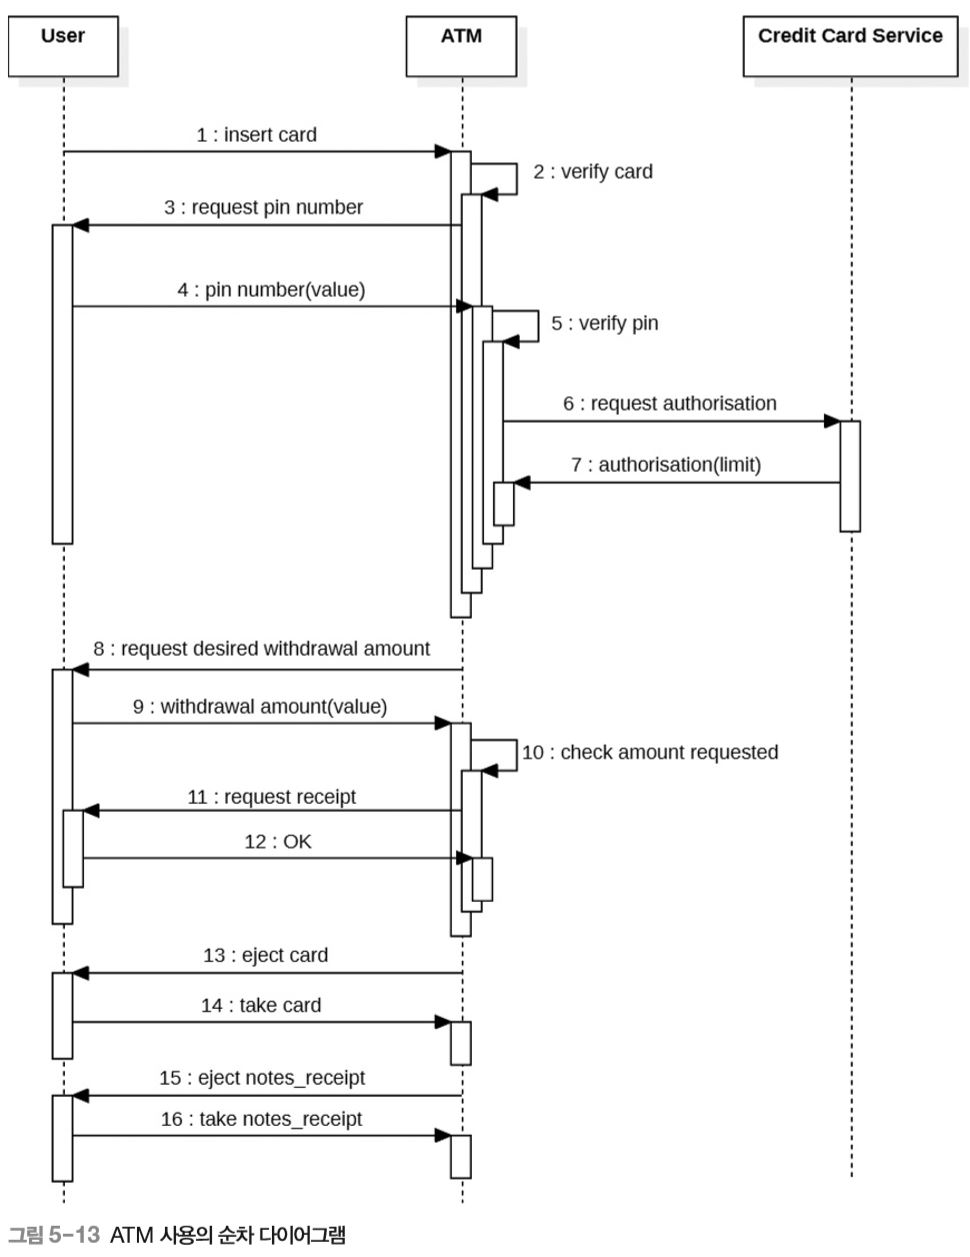 User
ATM
Credit Card Service
1 : insert card
2 : verify card
3 : request pin number
4 : pin number(value)
5 : verify pin
6 : request authorisation
7 : authorisation(limit)
8 : request desired withdrawal amount
9 : withdrawal amount(value)
10 : check amount requested
11 : request receipt
12 : OK
13 : eject card
14 : take card
15 : eject notes_receipt
16 : take notes_receipt
그림 5-13 ATM 사용의 순차 다이어그램